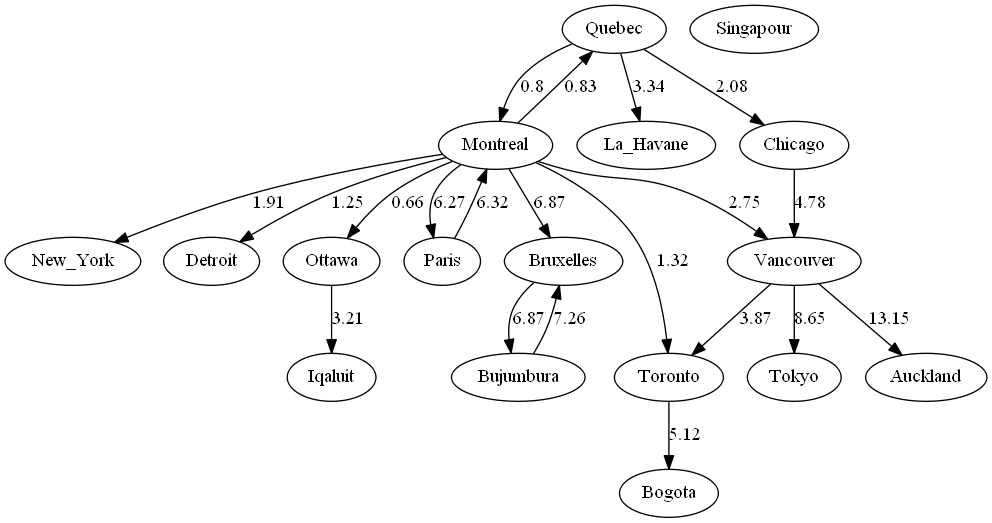 Quebec
Singapour
0.8
0.83
3.34
2.08
Montreal
La_Havane
Chicago
1.91
1.25
0.66
6.27
6.32
6.87
2.75
4.78
New_York
Detroit
Ottawa
Paris
Bruxelles
1.32
Vancouver
3.21
6.87
7.26
3.87
8.65
13.15
Iqaluit
Bujumbura
Toronto
Tokyo
Auckland
5.12
Bogota